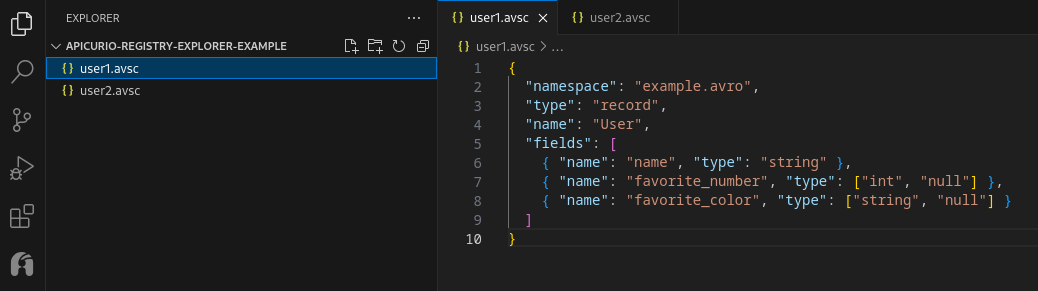 EXPLORER
APICURIO-REGISTRY-EXPLORER-EXAMPLE
{} user1.avsc
{} user2.avsc
{} user1.avsc
{} user2.avsc
{} user1.avsc > ...
1 {
2 "namespace": "example.avro",
3 "type": "record",
4 "name": "User",
5 "fields": [
6 { "name": "name", "type": "string" },
7 { "name": "favorite_number", "type": ["int", "null"] },
8 { "name": "favorite_color", "type": ["string", "null"] }
9 ]
10 }